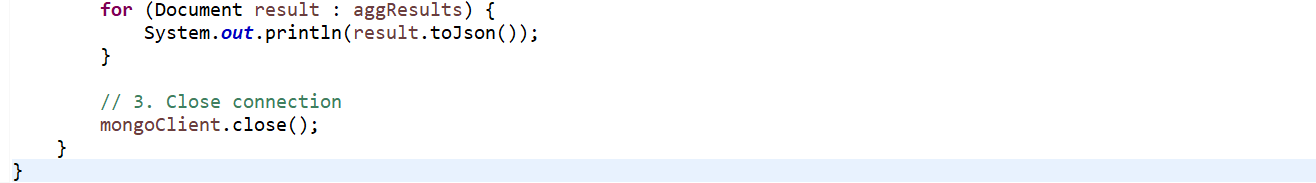 for (Document result : aggResults) {
System.out.println(result.toJson());
}
// 3. Close connection
mongoClient.close();
}
}